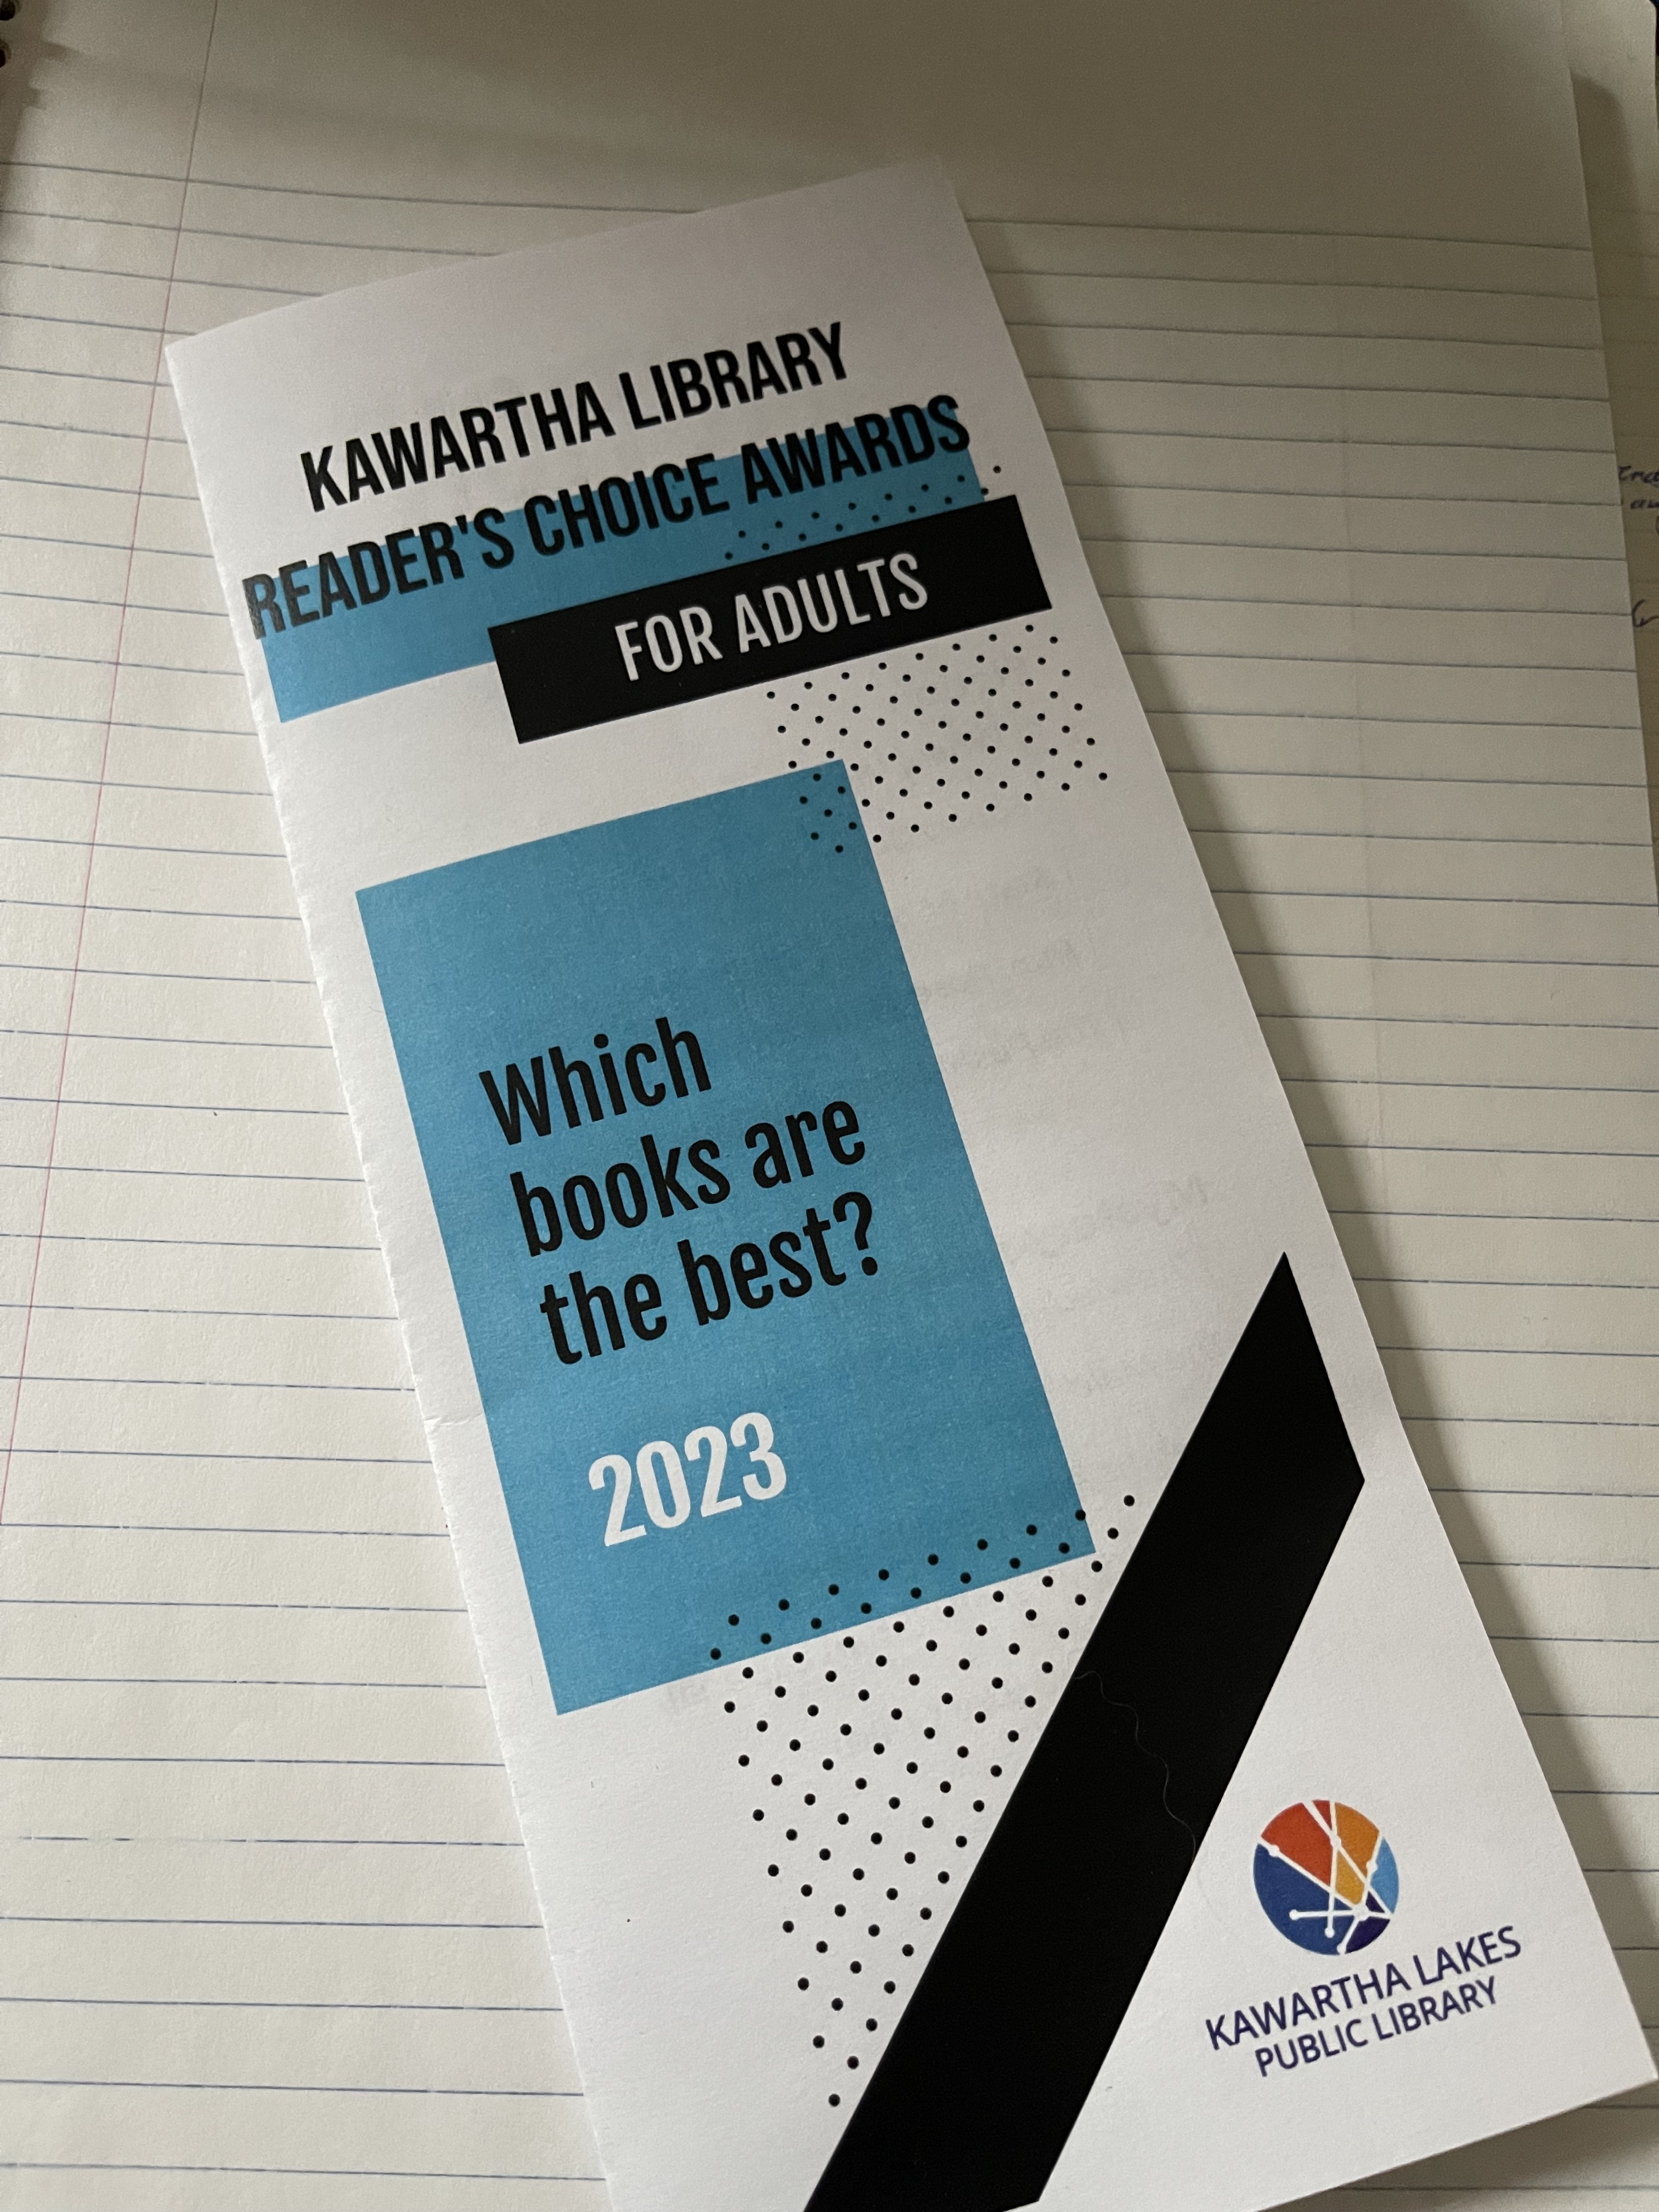 KAWARTHA LIBRARY
READER'S CHOICE AWARDS
FOR ADULTS
Which
books are
the best?
2023
KAWARTHA LAKES
PUBLIC LIBRARY